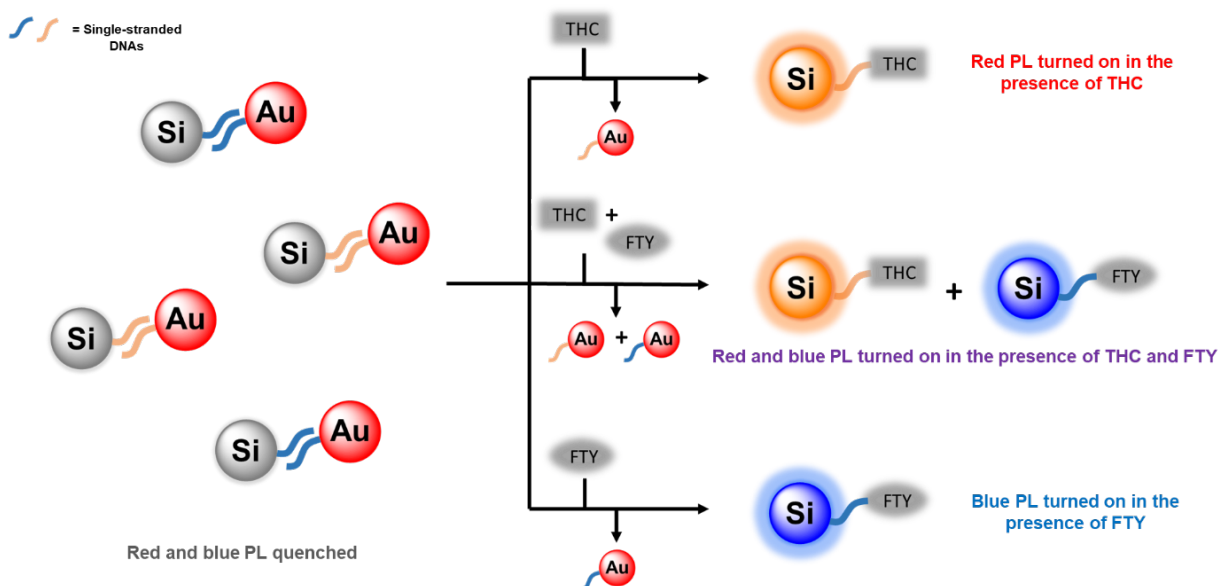 = Single-stranded
DNAs
Si
Au
Si
Au
Si
Au
Si
Au
Red and blue PL quenched
THC
Au
Si
THC
Red PL turned on in the
presence of THC
THC
+
FTY
Au
+
Au
Si
THC
+
Si
FTY
Red and blue PL turned on in the presence of THC and FTY
FTY
Au
Si
FTY
Blue PL turned on in the
presence of FTY